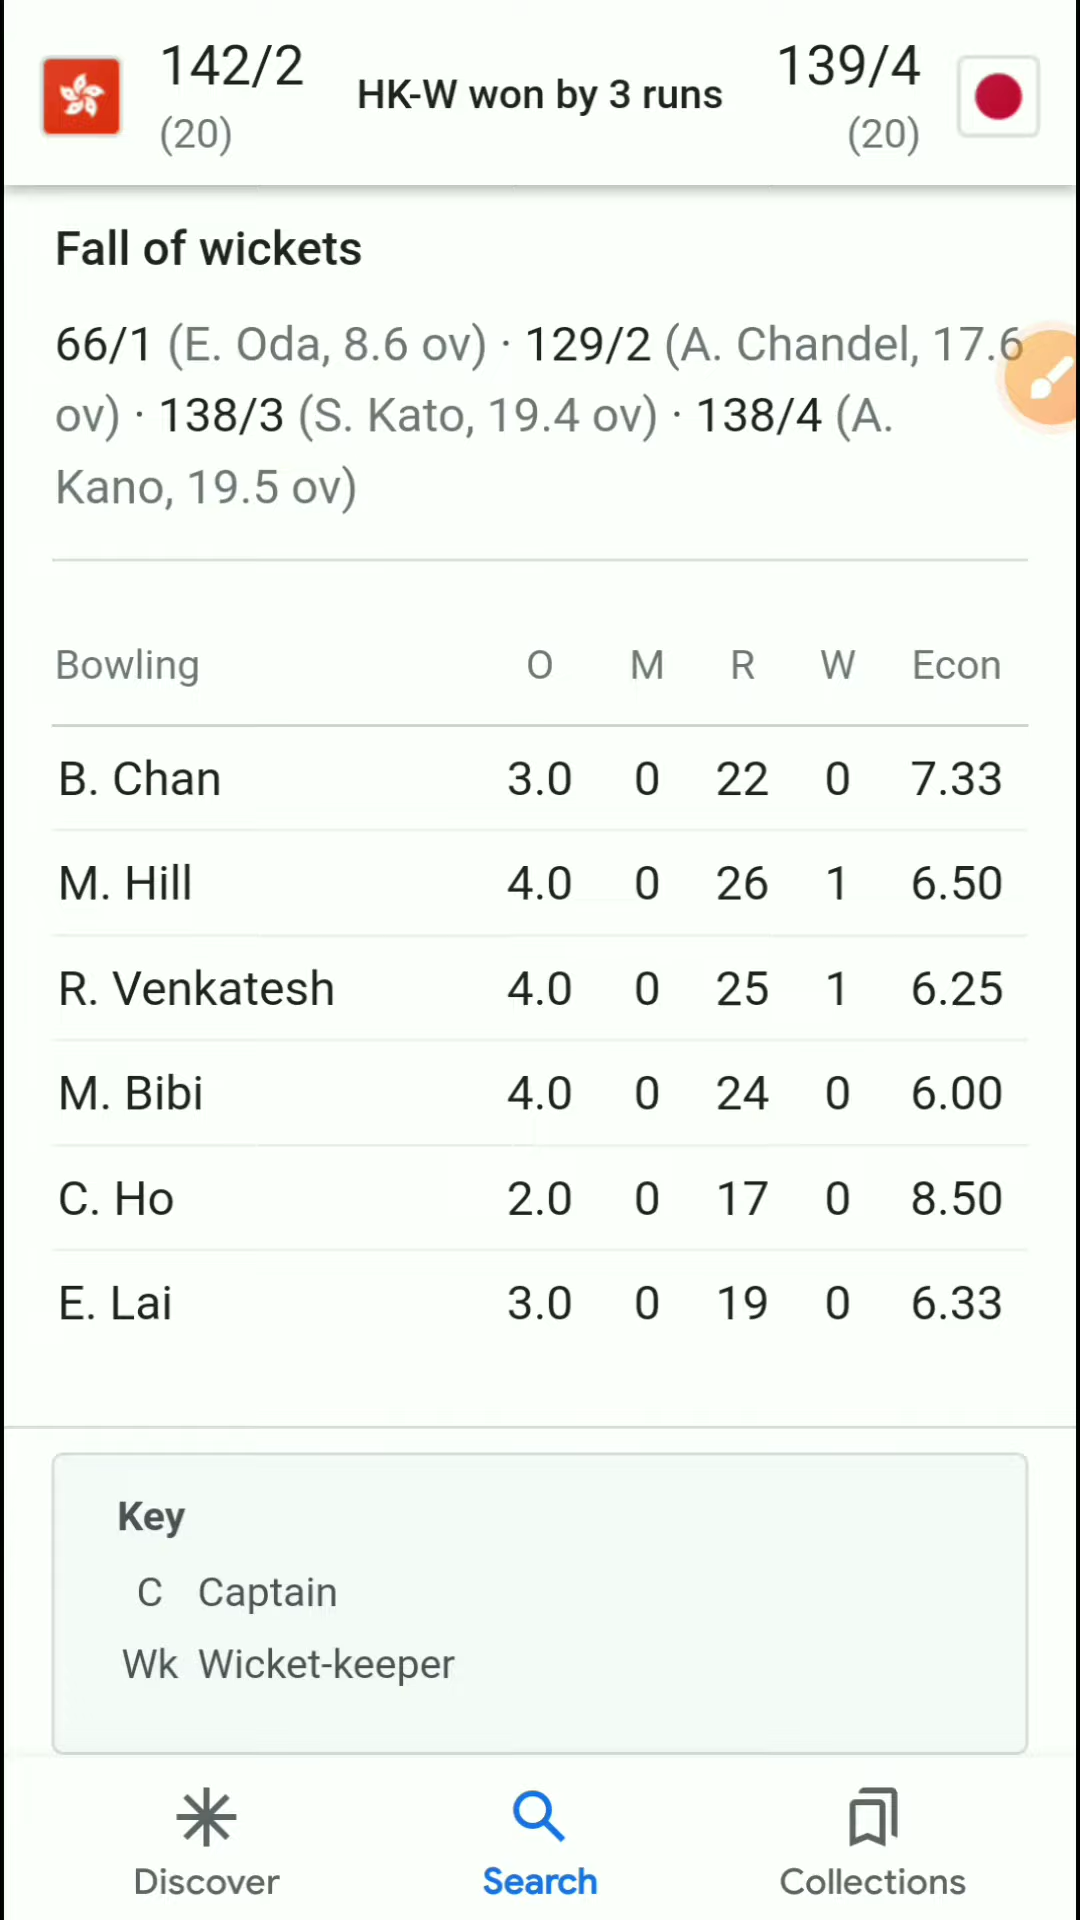 142/2
(20)
HK-W won by 3 runs
139/4
(20)
Fall of wickets
66/1 (E. Oda, 8.6 ov) · 129/2 (A. Chandel, 17.6
ov) · 138/3 (S. Kato, 19.4 ov) · 138/4 (A.
Kano, 19.5 ov)
Bowling O M R W Econ
B. Chan 3.0 0 22 0 7.33
M. Hill 4.0 0 26 1 6.50
R. Venkatesh 4.0 0 25 1 6.25
M. Bibi 4.0 0 24 0 6.00
C. Ho 2.0 0 17 0 8.50
E. Lai 3.0 0 19 0 6.33
Key
C Captain
Wk Wicket-keeper
Discover Search Collections